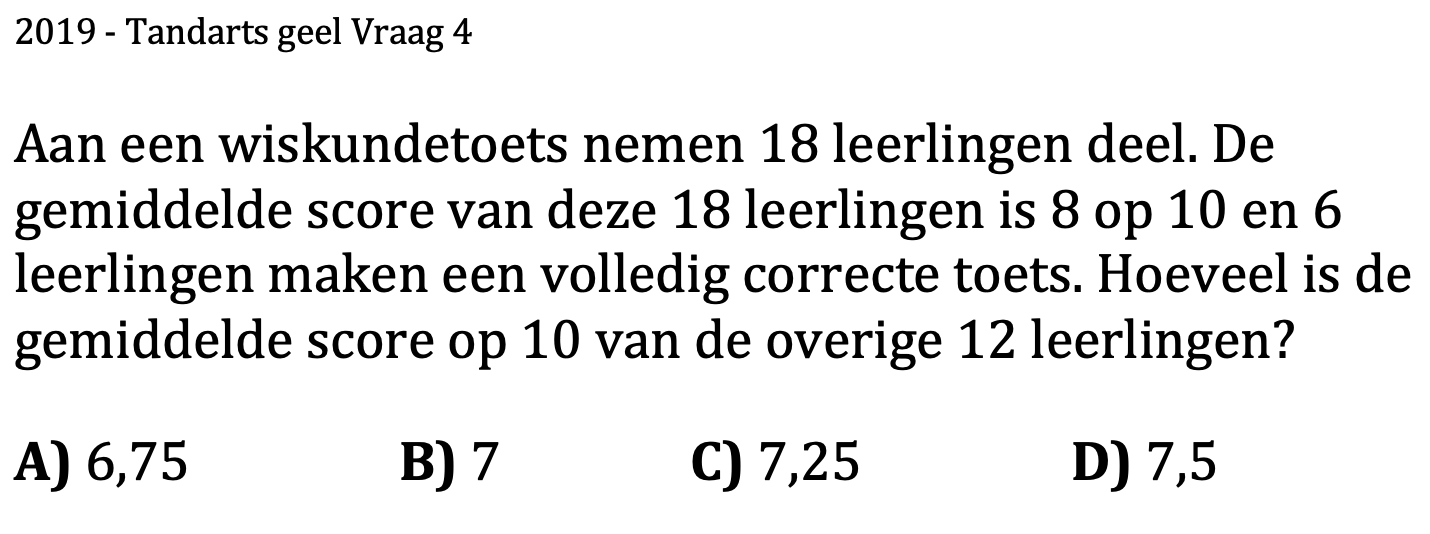 2019 - Tandarts geel Vraag 4
Aan een wiskundetoets nemen 18 leerlingen deel. De
gemiddelde score van deze 18 leerlingen is 8 op 10 en 6
leerlingen maken een volledig correcte toets. Hoeveel is de
gemiddelde score op 10 van de overige 12 leerlingen?
A) 6,75 B) 7 C) 7,25 D) 7,5